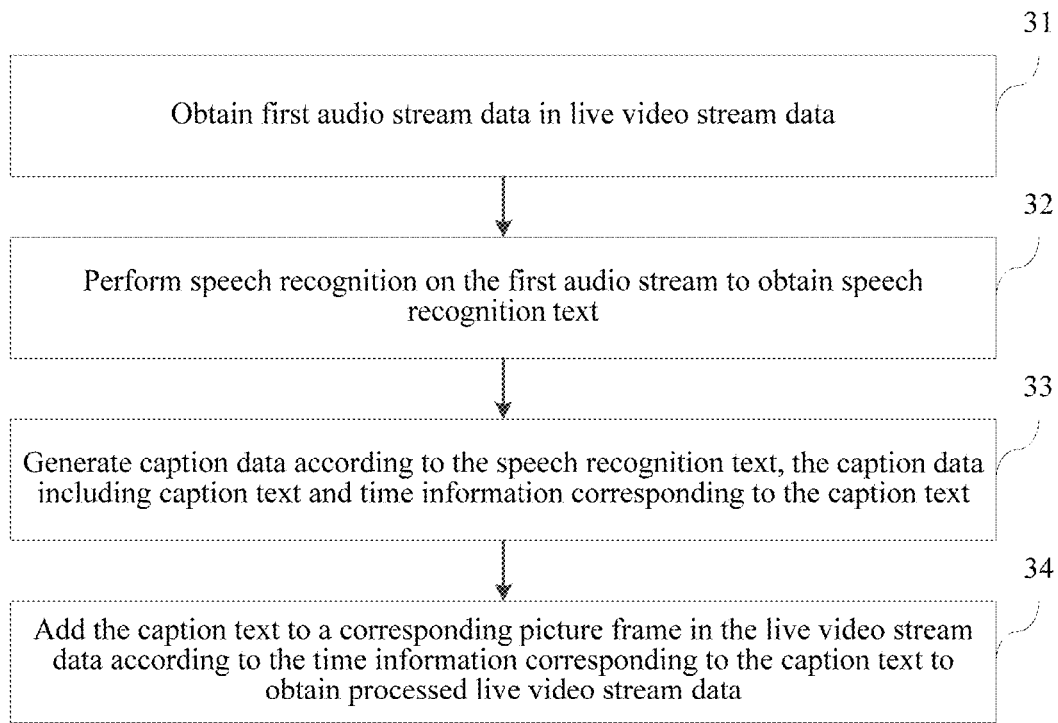 31
Obtain first audio stream data in live video stream data
32
Perform speech recognition on the first audio stream to obtain speech
recognition text
33
Generate caption data according to the speech recognition text, the caption data
including caption text and time information corresponding to the caption text
34
Add the caption text to a corresponding picture frame in the live video stream
data according to the time information corresponding to the caption text to
obtain processed live video stream data